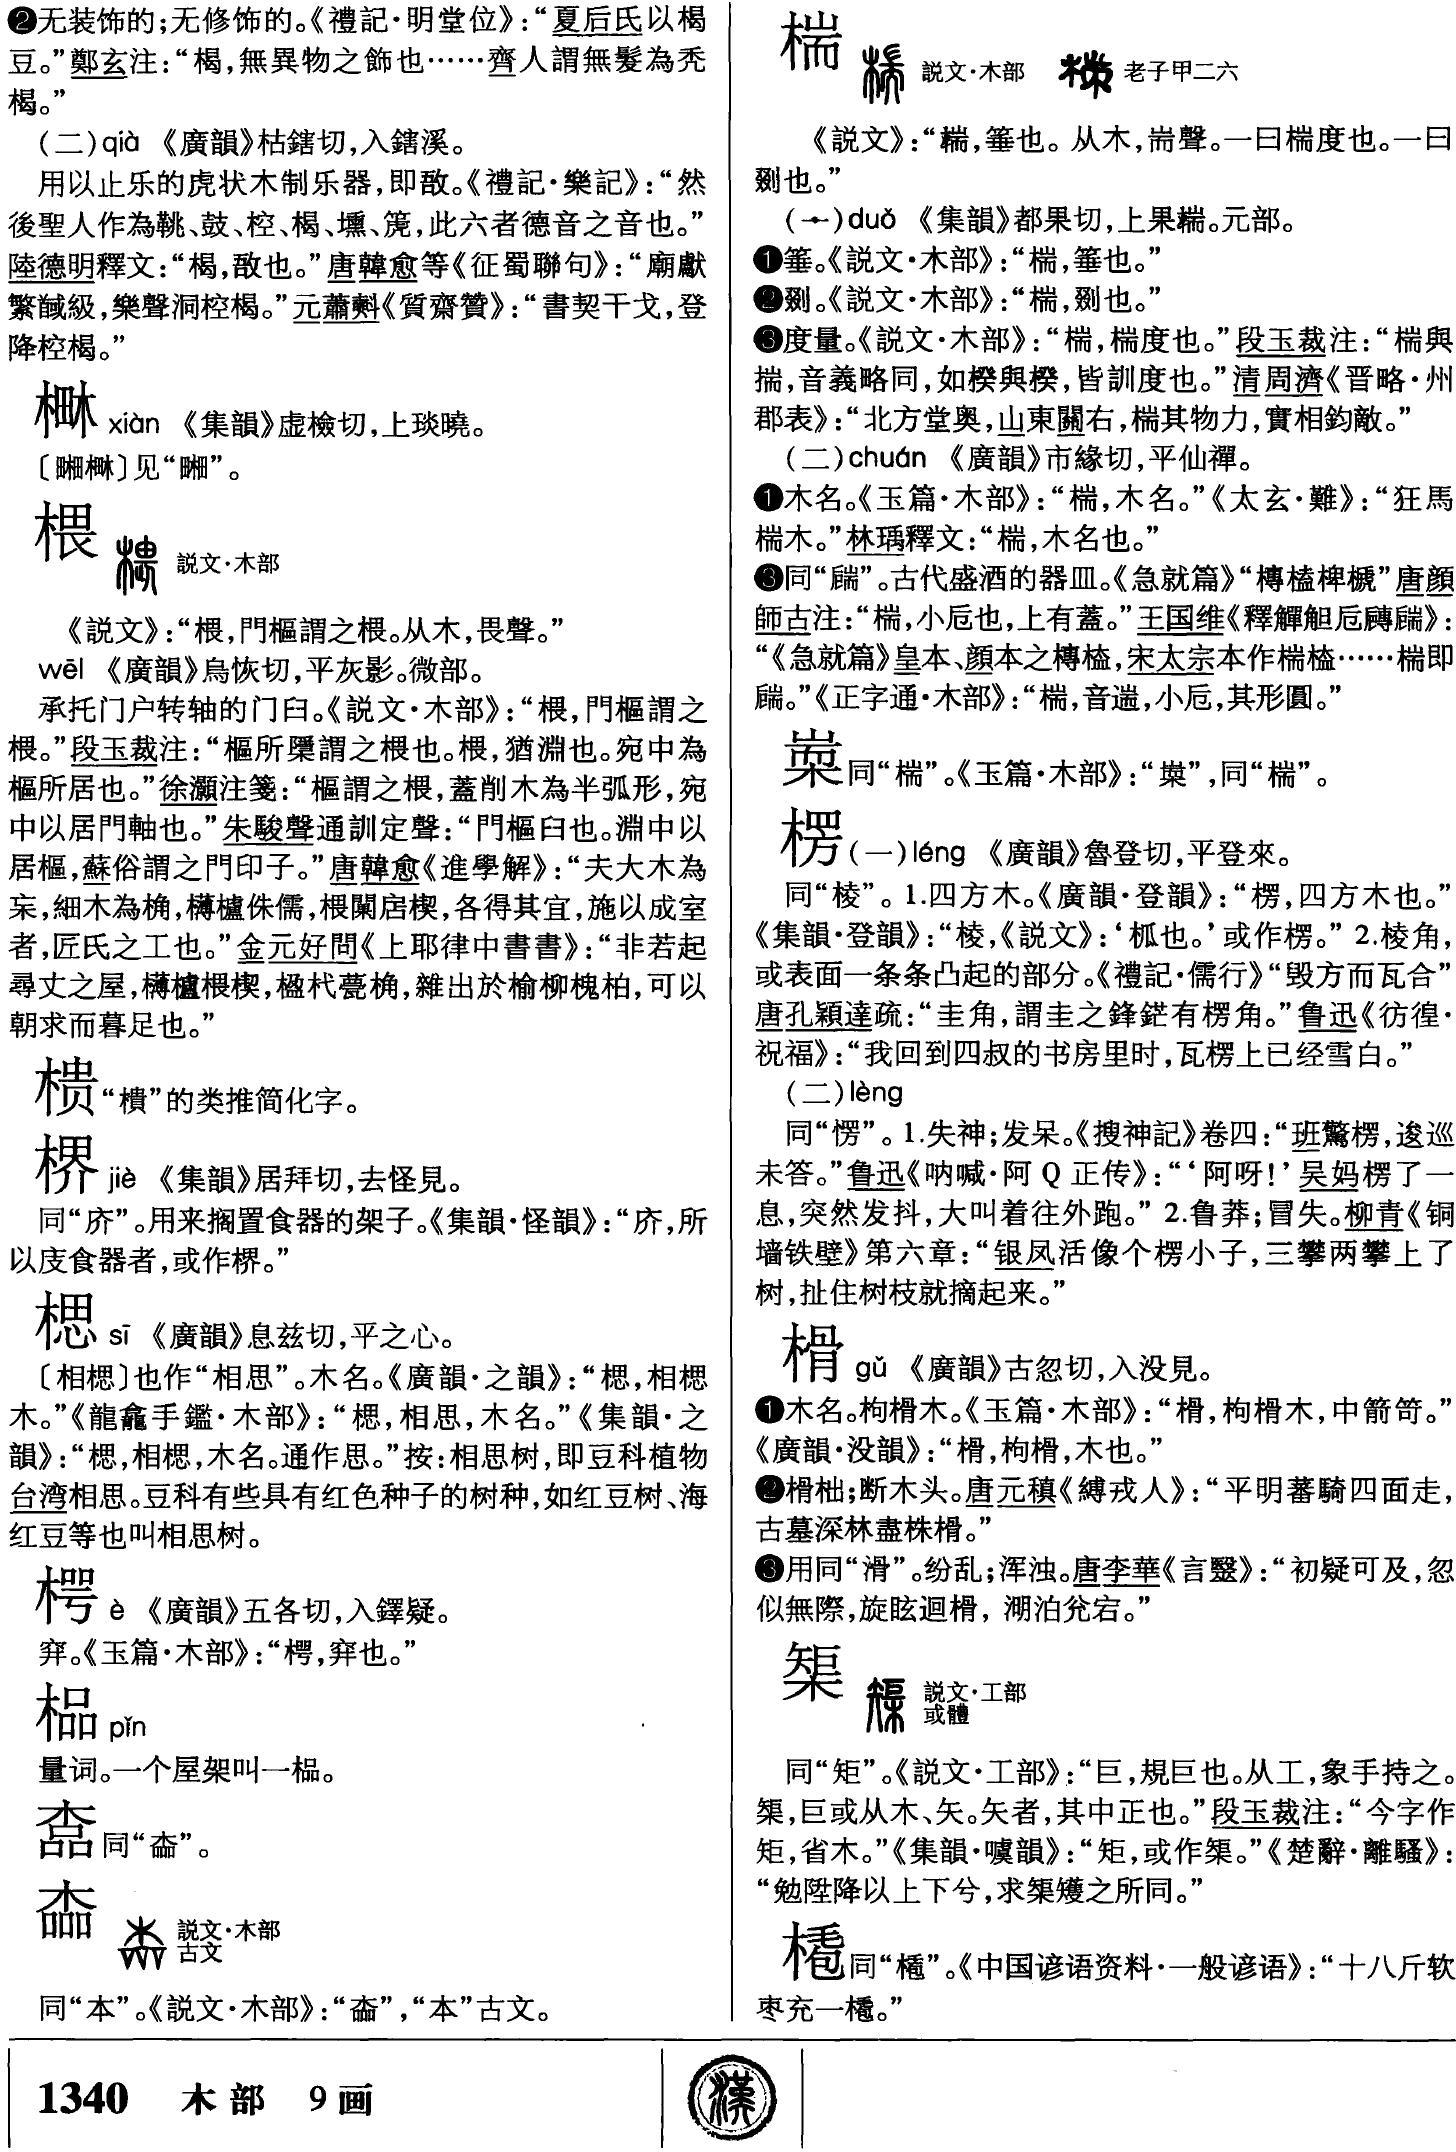 ❷无装饰的；无修饰的。《禮記·明堂位》：“夏后氏以楬
豆。”鄭玄注：“楬，無異物之飾也……齊人謂無髮為秃
楬。”
（二）qià 《廣韻》枯鎋切，入鎋溪。
用以止乐的虎状木制乐器，即敔。《禮記·樂記》：“然
後聖人作為鞉、鼓、椌、楬、壎、箎，此六者德音之音也。”
陸德明釋文：“楬，敔也。”唐韓愈等《征蜀聯句》：“廟獻
繁馘級，樂聲洞椌楬。”元蕭㪺《質齋贊》：“書契干戈，登
降椌楬。”
xiàn 《集韻》虚檢切，上琰曉。
见“”。
椳 説文·木部
《説文》：“椳，門樞謂之椳。从木，畏聲。”
wēi 《廣韻》烏恢切，平灰影。微部。
承托门户转轴的门臼。《説文·木部》：“椳，門樞謂之
椳。”段玉裁注：“樞所檃謂之椳也。椳，猶淵也。宛中為
樞所居也。”徐灝注箋：“樞謂之椳，蓋削木為半弧形，宛
中以居門軸也。”朱駿聲通訓定聲：“門樞臼也。淵中以
居樞，蘇俗謂之門印子。”唐韓愈《進學解》：“夫大木為
杗，細木為桷，欂櫨侏儒，椳闑扂楔，各得其宜，施以成室
者，匠氏之工也。”金元好問《上耶律中書書》：“非若起
尋丈之屋，欂櫨椳楔，楹杙甍桷，雜出於榆柳槐柏，可以
朝求而暮足也。”
㮋“樻”的类推简化字。
楐 jiè 《集韻》居拜切，去怪見。
同“㡿”。用来搁置食器的架子。《集韻·怪韻》：“，所
以庋食器者，或作楐。”
楒 sī 《廣韻》息兹切，平之心。
〔相楒〕也作“相思”。木名。《廣韻·之韻》：“楒，相楒
木。”《龍龕手鑑·木部》：“楒，相思，木名。”《集韻·之
韻》：“楒，相楒，木名。通作思。”按：相思树，即豆科植物
台湾相思。豆科有些具有红色种子的树种，如红豆树、海
红豆等也叫相思树。
㮙 è 《廣韻》五各切，入鐸疑。
穽。《玉篇·木部》：“㮙，穽也。”
榀 pǐn
量词。一个屋架叫一榀。
同“㮺”。
㮺 説文·木部
古文
同“本”。《説文·木部》：“㮺”，“本”古文。
椯 説文·木部 老子甲二六
《説文》：“椯，箠也。从木，耑聲。一曰椯度也。一曰
剟也。”
（一）duǒ 《集韻》都果切，上果端。元部。
❶箠。《説文·木部》：“椯，箠也。”
❷剟。《説文·木部》：“椯，剟也。”
❸度量。《説文·木部》：“椯，椯度也。”段玉裁注：“椯與
揣，音義略同，如楑與揆，皆訓度也。”清周濟《晋略·州
郡表》：“北方堂奥，山東關右，椯其物力，實相鈞敵。”
（二）chuán 《廣韻》市緣切，平仙禪。
❶木名。《玉篇·木部》：“椯，木名。”《太玄·難》：“狂馬
椯木。”林瑀釋文：“椯，木名也。”
❸同“𠨁”。古代盛酒的器皿。《急就篇》“槫榼椑榹”唐顔
師古注：“椯，小卮也，上有蓋。”王国维《釋觶觛卮𤮐𠨁》：
“《急就篇》皇本、顔本之槫榼，宋太宗本作椯榼……椯即
𠨁。”《正字通·木部》：“椯，音遄，小卮，其形圓。”
㮨同“椯”。《玉篇·木部》：“㮨”，同“椯”。
楞（一）léng 《廣韻》魯登切，平登來。
同“棱”。1.四方木。《廣韻·登韻》：“楞，四方木也。”
《集韻·登韻》：“棱，《説文》：‘柧也。’或作楞。”2.棱角，
或表面一条条凸起的部分。《禮記·儒行》“毁方而瓦合”
唐孔穎達疏：“圭角，謂圭之鋒鋩有楞角。”鲁迅《彷徨·
祝福》：“我回到四叔的书房里时，瓦楞上已经雪白。”
（二）lèng
同“愣”。1.失神；发呆。《搜神記》卷四：“班驚楞，逡巡
未答。”鲁迅《呐喊·阿Q正传》：“‘阿呀！’吴妈楞了一
息，突然发抖，大叫着往外跑。”2.鲁莽；冒失。柳青《铜
墙铁壁》第六章：“银凤活像个楞小子，三攀两攀上了
树，扯住树枝就摘起来。”
榾 gǔ 《廣韻》古忽切，入没見。
❶木名。枸榾木。《玉篇·木部》：“榾，枸榾木，中箭笴。”
《廣韻·没韻》：“榾，枸榾，木也。”
❷榾柮；断木头。唐元稹《縛戎人》：“平明蕃騎四面走，
古墓深林盡株榾。”
❸用同“滑”。纷乱；浑浊。唐李華《言毉》：“初疑可及，忽
似無際，旋眩迴榾，淜泊兊宕。”
榘 説文·工部
或體
同“矩”。《説文·工部》：“巨，規巨也。从工，象手持之。
榘，巨或从木、矢。矢者，其中正也。”段玉裁注：“今字作
矩，省木。”《集韻·噳韻》：“矩，或作榘。”《楚辭·離騷》：
“勉陞降以上下兮，求榘矱之所同。”
同“橇”。《中国谚语资料·一般谚语》：“十八斤软
枣充一。”
1340 木部 9画
漢